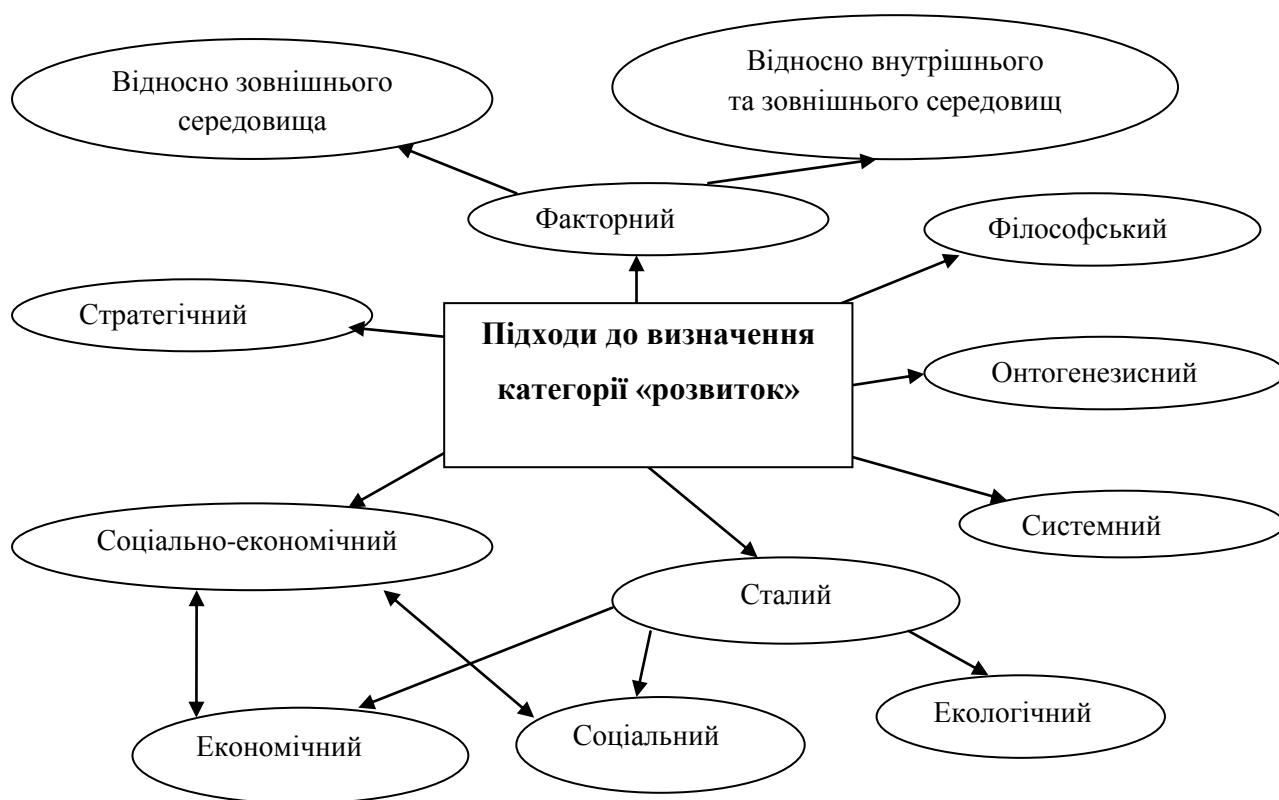 Відносно зовнішнього
середовища
Відносно внутрішнього
та зовнішнього середовищ
Факторний
Філософський
Стратегічний
Підходи до визначення
категорії «розвиток»
Онтогенезисний
Соціально-економічний
Системний
Сталий
Економічний
Соціальний
Екологічний